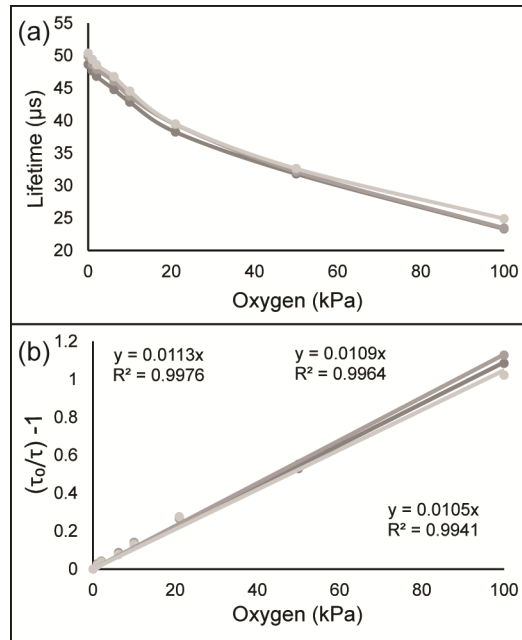 (a)
Lifetime (µs)
55
50
45
40
35
30
25
20
0 20 40 60 80 100
Oxygen (kPa)
(b)
(τ₀/τ) -1
1.2
1
0.8
0.6
0.4
0.2
0
y = 0.0113x
R² = 0.9976
y = 0.0109x
R² = 0.9964
y = 0.0105x
R² = 0.9941
0 20 40 60 80 100
Oxygen (kPa)